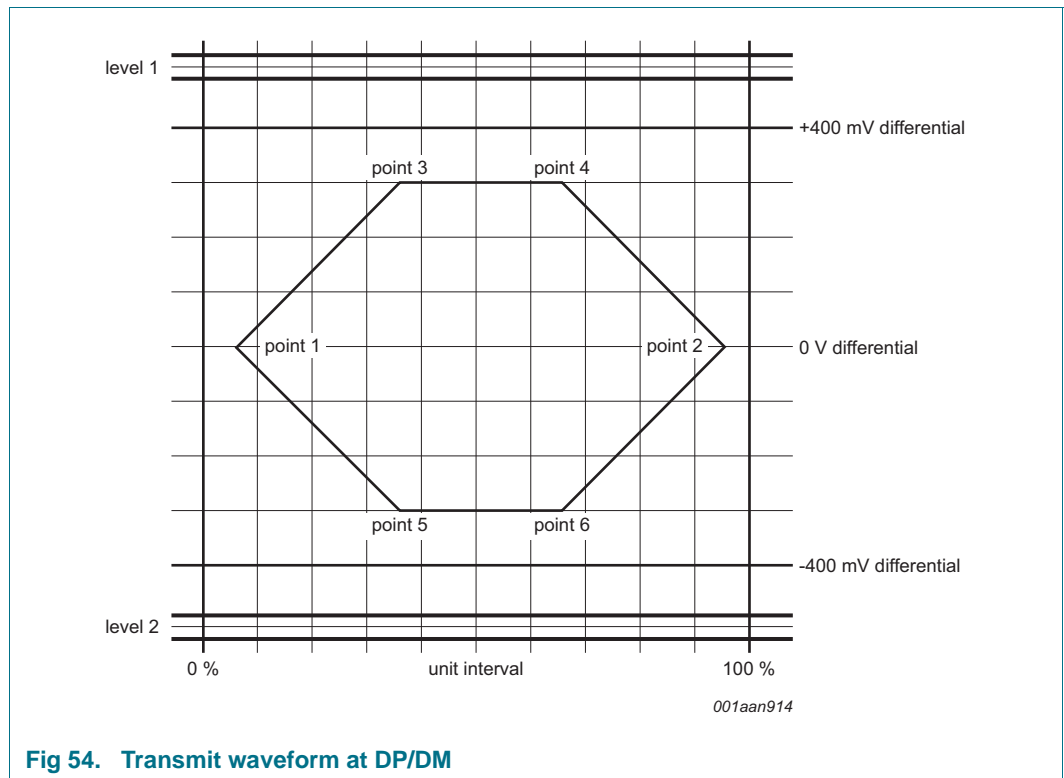 level 1
+400 mV differential
point 3 point 4
point 1 point 2 0 V differential
point 5 point 6
-400 mV differential
level 2
0 % unit interval 100 %
001aan914
Fig 54. Transmit waveform at DP/DM